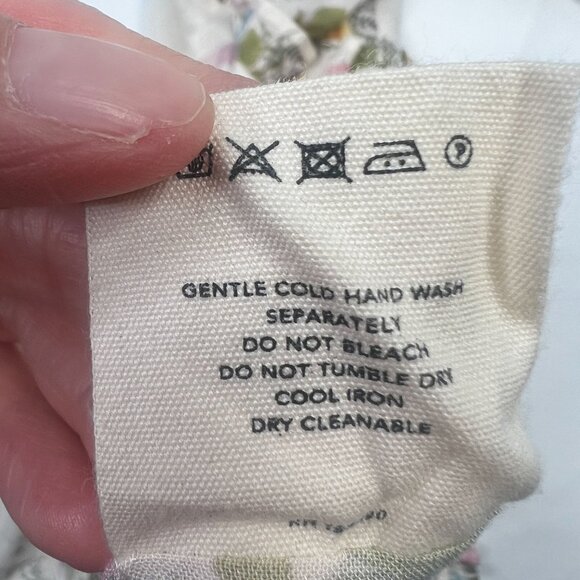 GENTLE COLD HAND WASH
SEPARATELY
DO NOT BLEACH
DO NOT TUMBLE DRY
COOL IRON
DRY CLEANABLE